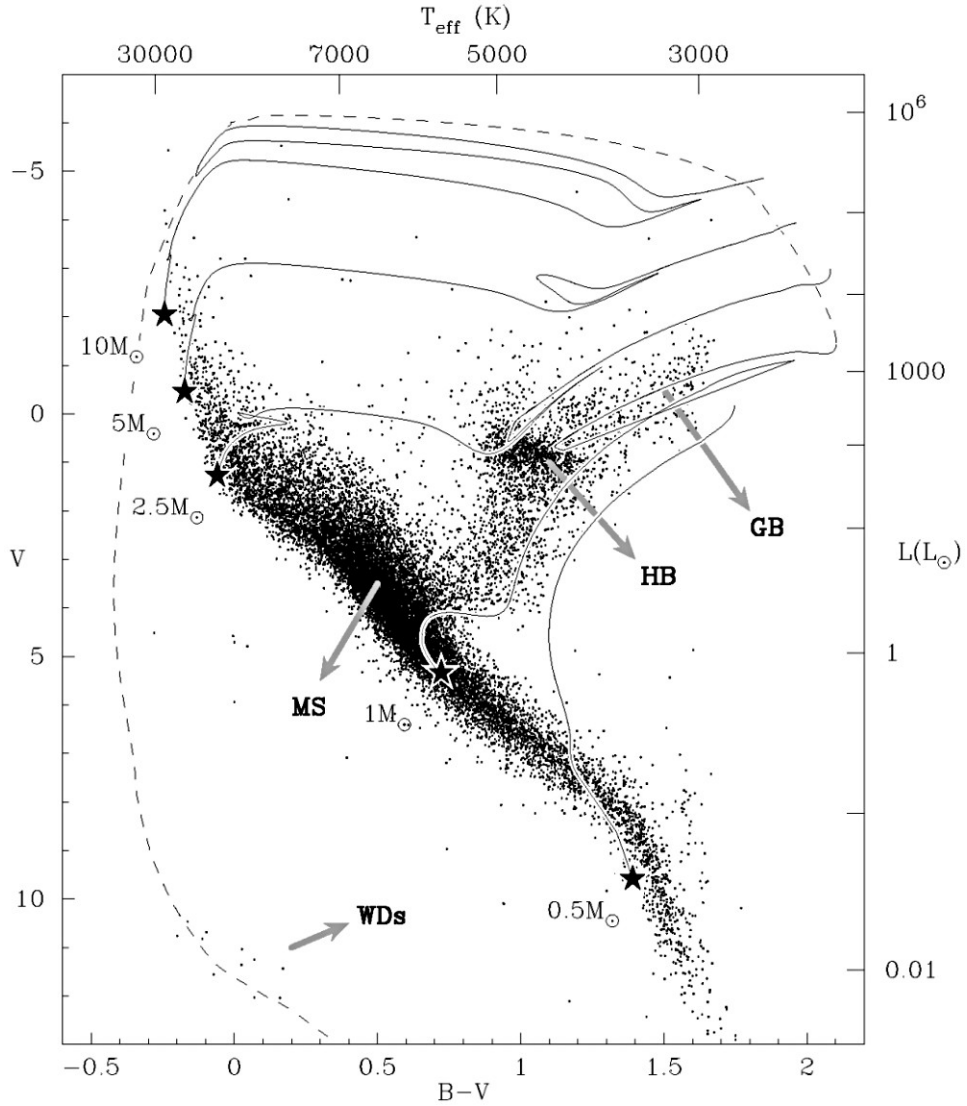 T_eff (K)
30000 7000 5000 3000
10^6
-5
10M☉
1000
0
5M☉
2.5M☉
GB
V
HB
L(L☉)
5
1
MS
1M☉
10
WDs
0.5M☉
0.01
-0.5 0 0.5 1 1.5 2
B-V